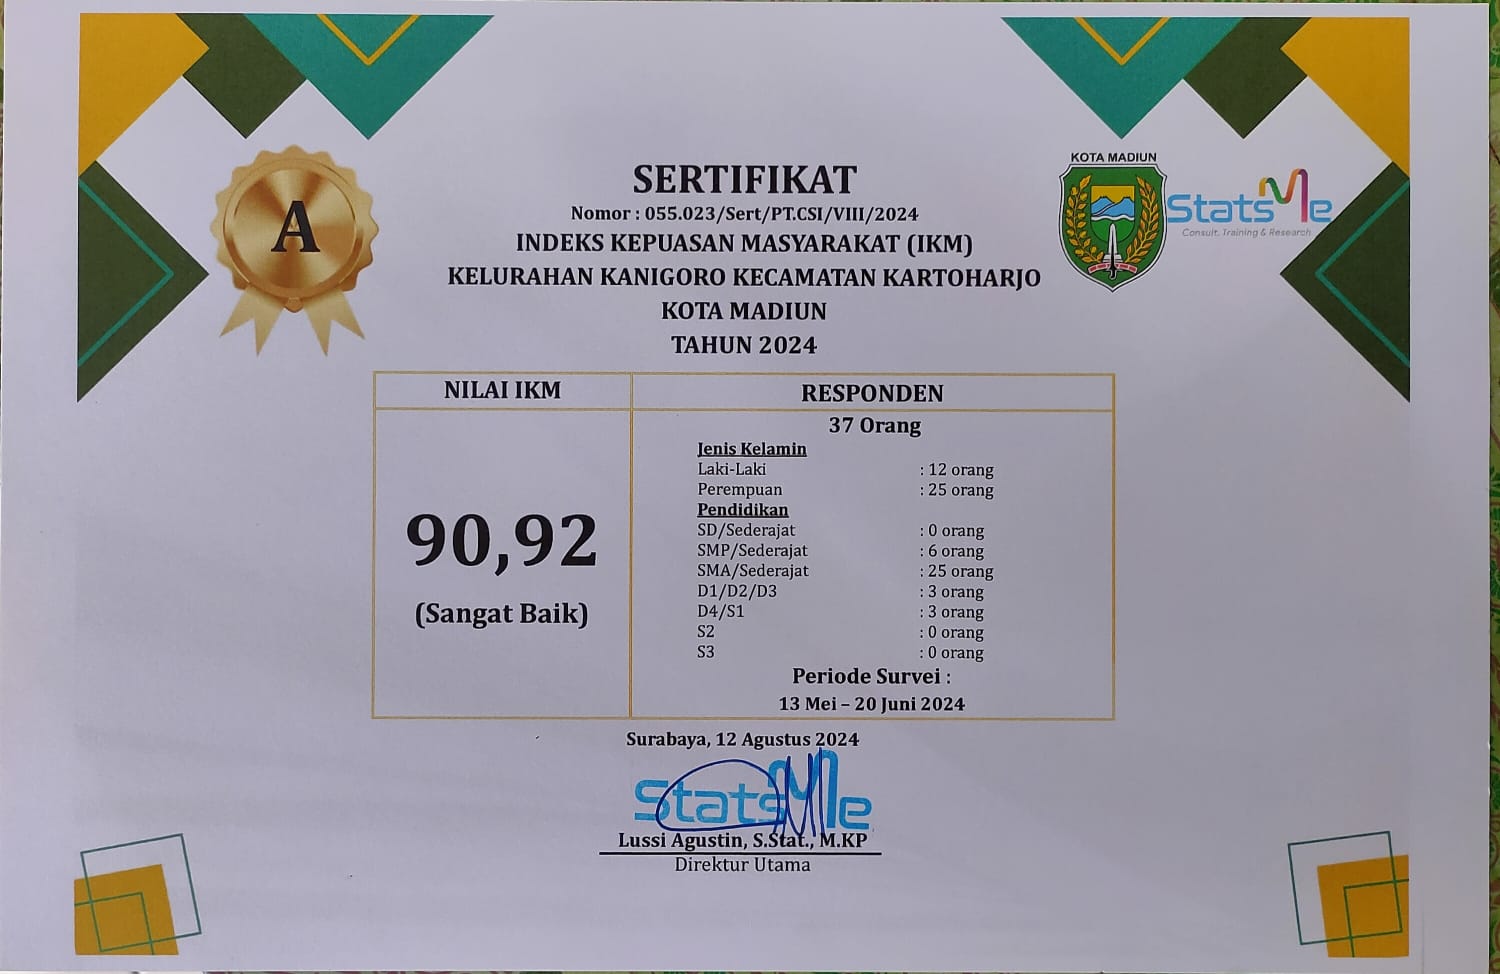 A
KOTA MADIUN
StatsMe
Consult, Training & Research
SERTIFIKAT
Nomor : 055.023/Sert/PT.CSI/VIII/2024
INDEKS KEPUASAN MASYARAKAT (IKM)
KELURAHAN KANIGORO KECAMATAN KARTOHARJO
KOTA MADIUN
TAHUN 2024
NILAI IKM
90,92
(Sangat Baik)
RESPONDEN
37 Orang
Jenis Kelamin
Laki-Laki : 12 orang
Perempuan : 25 orang
Pendidikan
SD/Sederajat : 0 orang
SMP/Sederajat : 6 orang
SMA/Sederajat : 25 orang
D1/D2/D3 : 3 orang
D4/S1 : 3 orang
S2 : 0 orang
S3 : 0 orang
Periode Survei :
13 Mei – 20 Juni 2024
Surabaya, 12 Agustus 2024
StatsMe
Lussi Agustin, S.Stat., M.KP
Direktur Utama